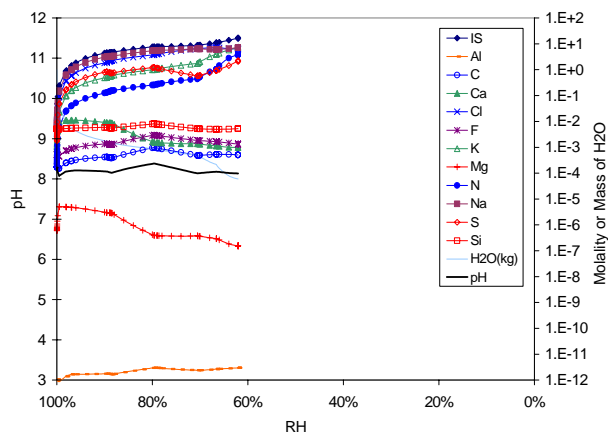 12
11
10
9
8
7
6
5
4
3
pH
100%
80%
60%
40%
20%
0%
RH
1.E+2
1.E+1
1.E+0
1.E-1
1.E-2
1.E-3
1.E-4
1.E-5
1.E-6
1.E-7
1.E-8
1.E-9
1.E-10
1.E-11
1.E-12
Molality or Mass of H2O
IS
Al
C
Ca
Cl
F
K
Mg
N
Na
S
Si
H2O(kg)
pH